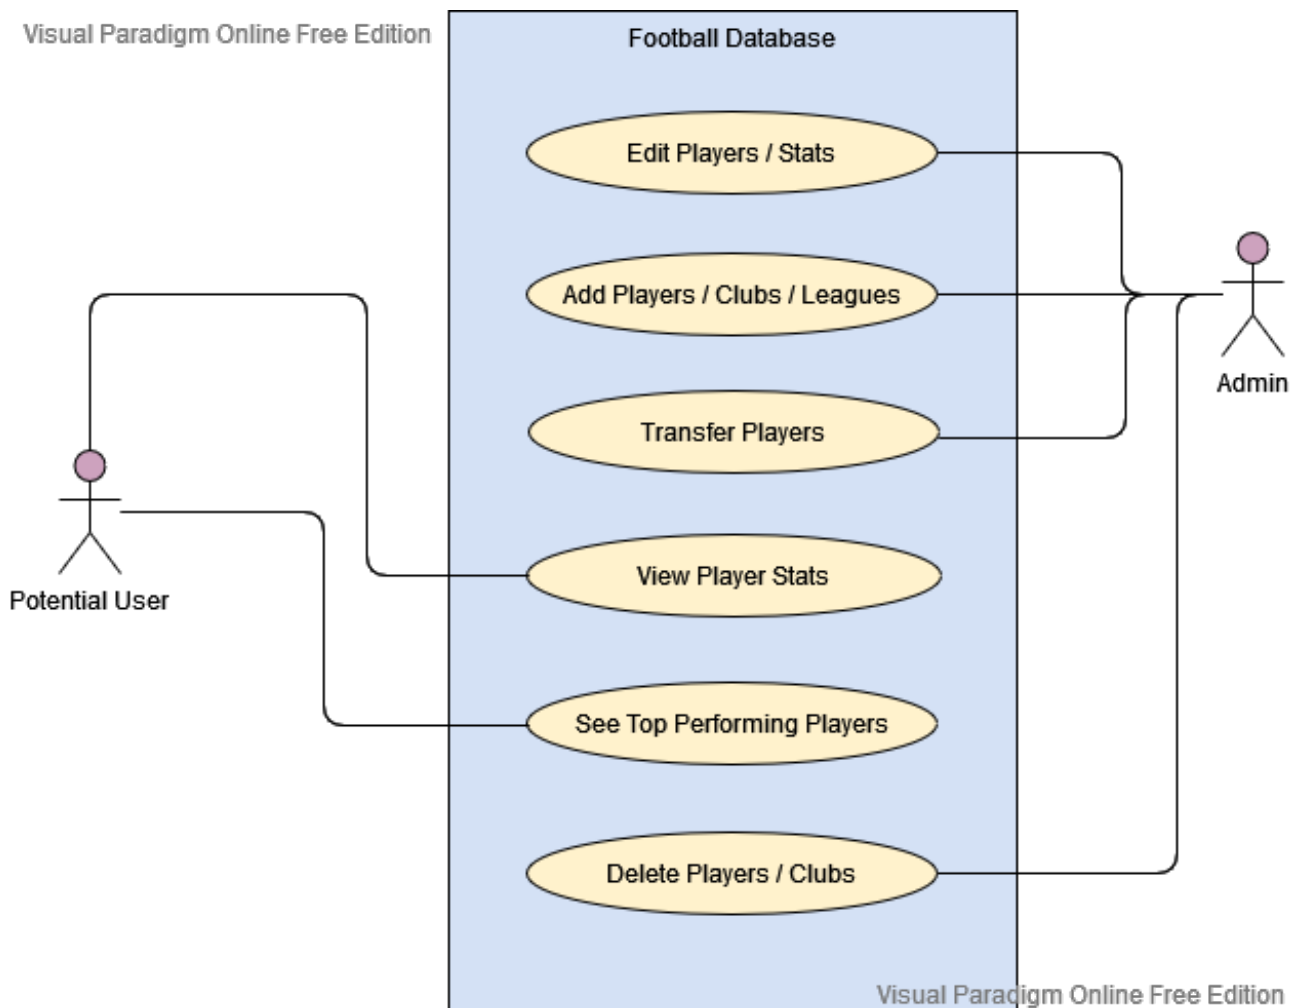 Visual Paradigm Online Free Edition
Football Database
Edit Players / Stats
Add Players / Clubs / Leagues
Admin
Transfer Players
View Player Stats
Potential User
See Top Performing Players
Delete Players / Clubs
Visual Paradigm Online Free Edition